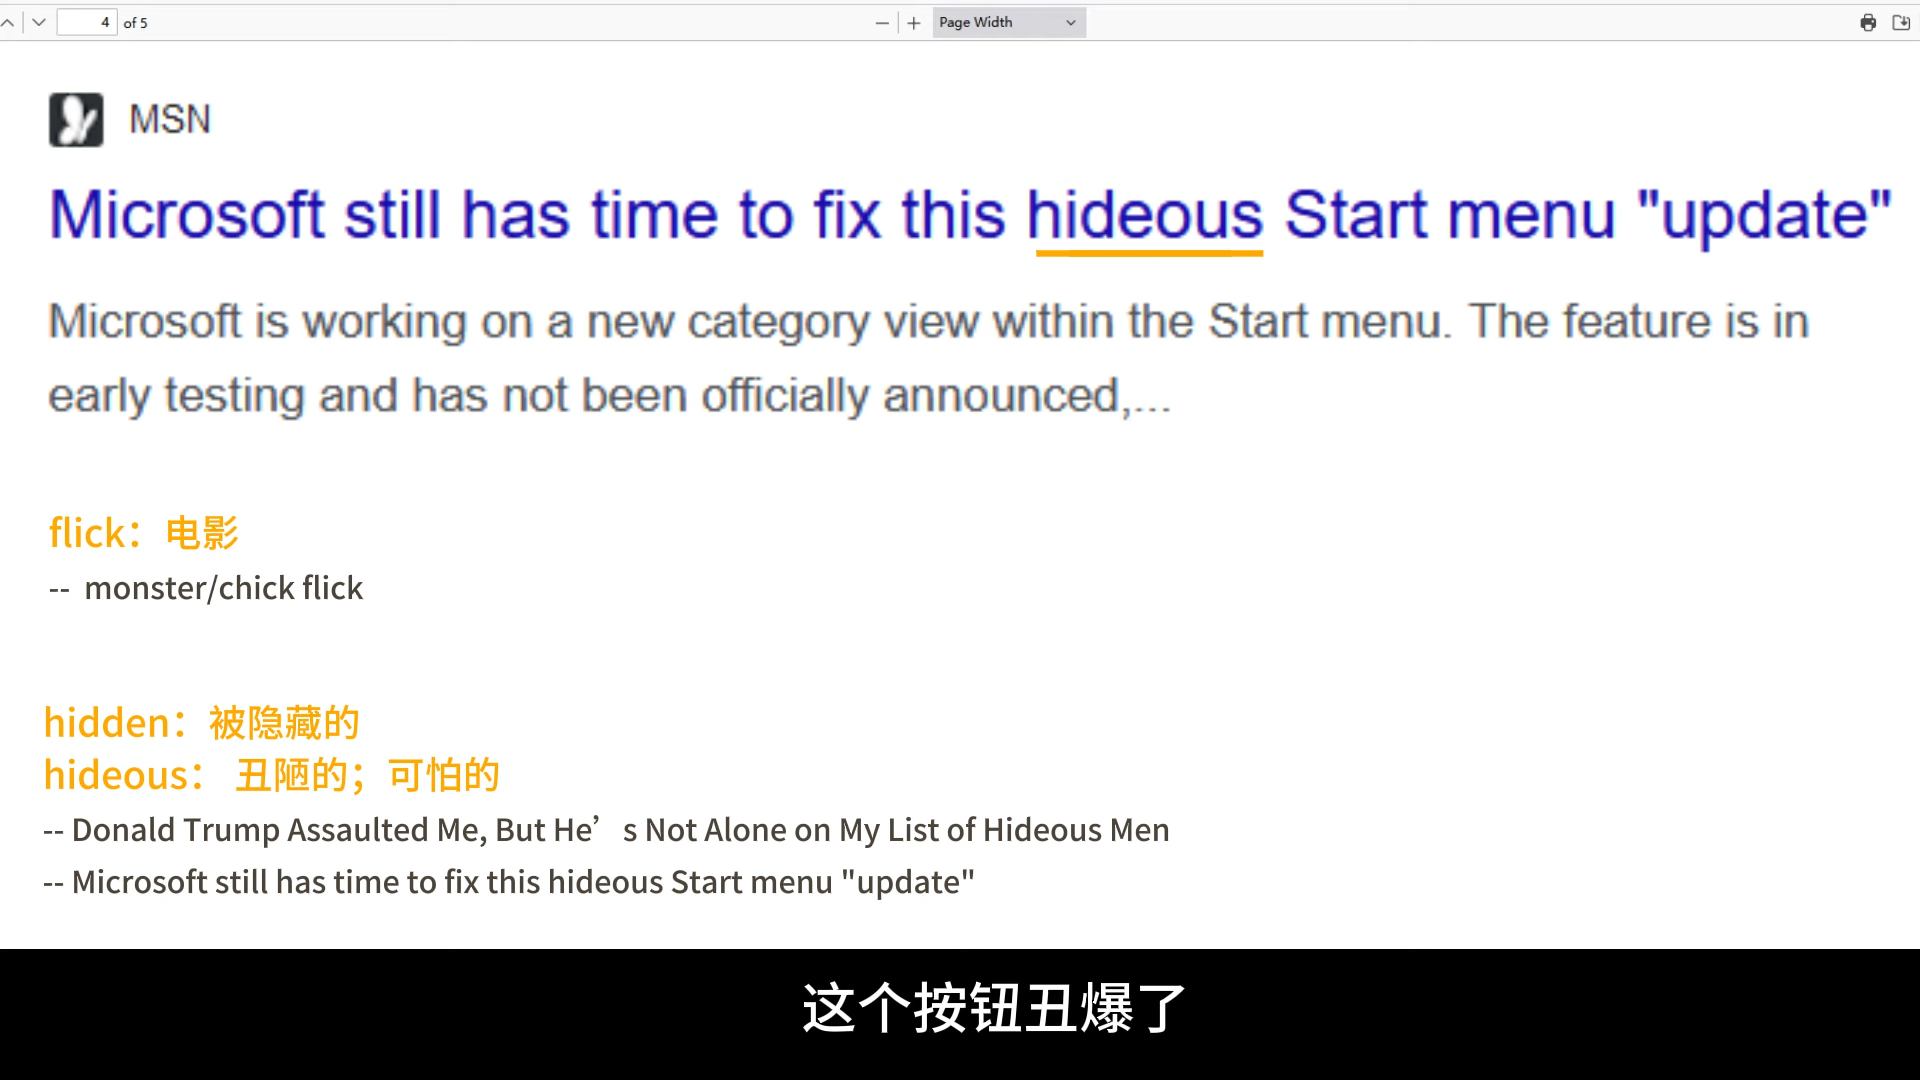 4 of 5
Page Width
MSN
Microsoft still has time to fix this hideous Start menu "update"
Microsoft is working on a new category view within the Start menu. The feature is in
early testing and has not been officially announced,...
flick：电影
-- monster/chick flick
hidden：被隐藏的
hideous： 丑陋的；可怕的
-- Donald Trump Assaulted Me, But He’s Not Alone on My List of Hideous Men
-- Microsoft still has time to fix this hideous Start menu "update"
这个按钮丑爆了